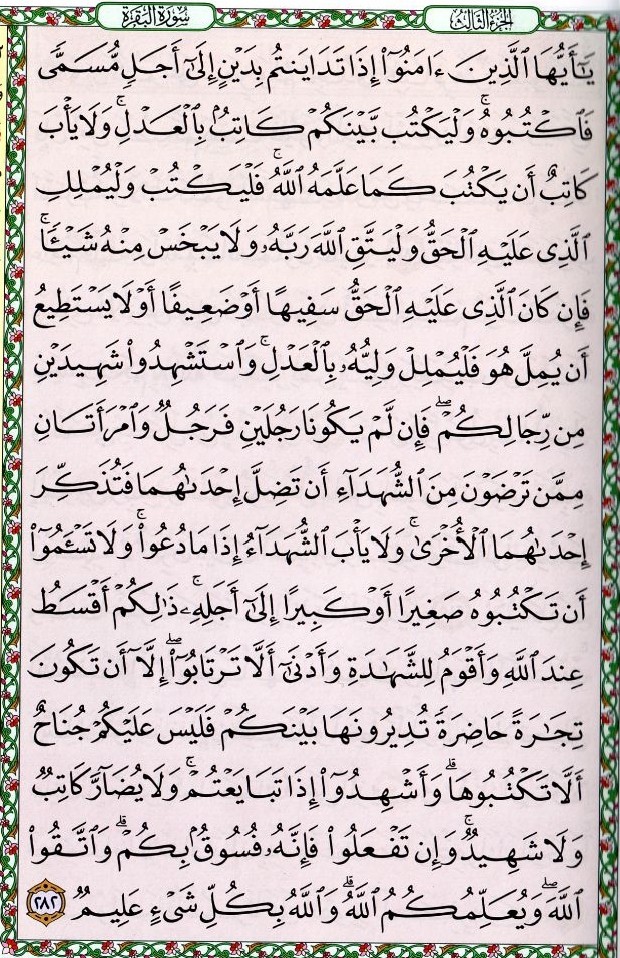 الجزء الثالث
سورة البقرة
يَٰٓأَيُّهَا ٱلَّذِينَ ءَامَنُوٓا۟ إِذَا تَدَايَنتُم بِدَيْنٍ إِلَىٰٓ أَجَلٍ مُّسَمًّى
فَٱكْتُبُوهُ ۚ وَلْيَكْتُب بَّيْنَكُمْ كَاتِبٌۢ بِٱلْعَدْلِ ۚ وَلَا يَأْبَ
كَاتِبٌ أَن يَكْتُبَ كَمَا عَلَّمَهُ ٱللَّهُ ۚ فَلْيَكْتُبْ وَلْيُمْلِلِ
ٱلَّذِى عَلَيْهِ ٱلْحَقُّ وَلْيَتَّقِ ٱللَّهَ رَبَّهُۥ وَلَا يَبْخَسْ مِنْهُ شَيْـًٔا ۚ
فَإِن كَانَ ٱلَّذِى عَلَيْهِ ٱلْحَقُّ سَفِيهًا أَوْ ضَعِيفًا أَوْ لَا يَسْتَطِيعُ
أَن يُمِلَّ هُوَ فَلْيُمْلِلْ وَلِيُّهُۥ بِٱلْعَدْلِ ۚ وَٱسْتَشْهِدُوا۟ شَهِيدَيْنِ
مِن رِّجَالِكُمْ ۖ فَإِن لَّمْ يَكُونَا رَجُلَيْنِ فَرَجُلٌ وَٱمْرَأَتَانِ
مِمَّن تَرْضَوْنَ مِنَ ٱلشُّهَدَآءِ أَن تَضِلَّ إِحْدَىٰهُمَا فَتُذَكِّرَ
إِحْدَىٰهُمَا ٱلْأُخْرَىٰ ۚ وَلَا يَأْبَ ٱلشُّهَدَآءُ إِذَا مَا دُعُوا۟ ۚ وَلَا تَسْـَٔمُوٓا۟
أَن تَكْتُبُوهُ صَغِيرًا أَوْ كَبِيرًا إِلَىٰٓ أَجَلِهِۦ ۚ ذَٰلِكُمْ أَقْسَطُ
عِندَ ٱللَّهِ وَأَقْوَمُ لِلشَّهَٰدَةِ وَأَدْنَىٰٓ أَلَّا تَرْتَابُوٓا۟ ۖ إِلَّآ أَن تَكُونَ
تِجَٰرَةً حَاضِرَةً تُدِيرُونَهَا بَيْنَكُمْ فَلَيْسَ عَلَيْكُمْ جُنَاحٌ
أَلَّا تَكْتُبُوهَا ۗ وَأَشْهِدُوٓا۟ إِذَا تَبَايَعْتُمْ ۚ وَلَا يُضَآرَّ كَاتِبٌ
وَلَا شَهِيدٌ ۚ وَإِن تَفْعَلُوا۟ فَإِنَّهُۥ فُسُوقٌۢ بِكُمْ ۗ وَٱتَّقُوا۟
ٱللَّهَ ۖ وَيُعَلِّمُكُمُ ٱللَّهُ ۗ وَٱللَّهُ بِكُلِّ شَىْءٍ عَلِيمٌ ٢٨٢